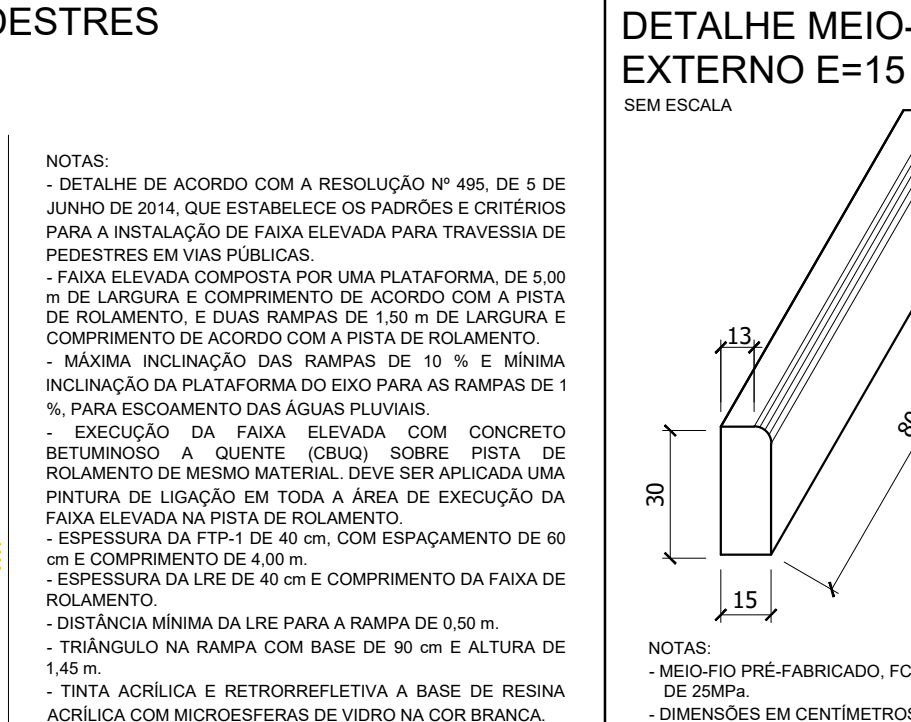 DESTRES
NOTAS:
- DETALHE DE ACORDO COM A RESOLUÇÃO Nº 495, DE 5 DE
JUNHO DE 2014, QUE ESTABELECE OS PADRÕES E CRITÉRIOS
PARA A INSTALAÇÃO DE FAIXA ELEVADA PARA TRAVESSIA DE
PEDESTRES EM VIAS PÚBLICAS.
- FAIXA ELEVADA COMPOSTA POR UMA PLATAFORMA, DE 5,00
m DE LARGURA E COMPRIMENTO DE ACORDO COM A PISTA
DE ROLAMENTO, E DUAS RAMPAS DE 1,50 m DE LARGURA E
COMPRIMENTO DE ACORDO COM A PISTA DE ROLAMENTO.
- MÁXIMA INCLINAÇÃO DAS RAMPAS DE 10 % E MÍNIMA
INCLINAÇÃO DA PLATAFORMA DO EIXO PARA AS RAMPAS DE 1
%, PARA ESCOAMENTO DAS ÁGUAS PLUVIAIS.
- EXECUÇÃO DA FAIXA ELEVADA COM CONCRETO
BETUMINOSO A QUENTE (CBUQ) SOBRE PISTA DE
ROLAMENTO DE MESMO MATERIAL. DEVE SER APLICADA UMA
PINTURA DE LIGAÇÃO EM TODA A ÁREA DE EXECUÇÃO DA
FAIXA ELEVADA NA PISTA DE ROLAMENTO.
- ESPESSURA DA FTP-1 DE 40 cm, COM ESPAÇAMENTO DE 60
cm E COMPRIMENTO DE 4,00 m.
- ESPESSURA DA LRE DE 40 cm E COMPRIMENTO DA FAIXA DE
ROLAMENTO.
- DISTÂNCIA MÍNIMA DA LRE PARA A RAMPA DE 0,50 m.
- TRIÂNGULO NA RAMPA COM BASE DE 90 cm E ALTURA DE
1,45 m.
- TINTA ACRÍLICA E RETRORREFLETIVA A BASE DE RESINA
ACRÍLICA COM MICROESFERAS DE VIDRO NA COR BRANCA.
DETALHE MEIO-
EXTERNO E=15
SEM ESCALA
13
30
15
NOTAS:
- MEIO-FIO PRÉ-FABRICADO, FC
DE 25MPa.
- DIMENSÕES EM CENTÍMETROS